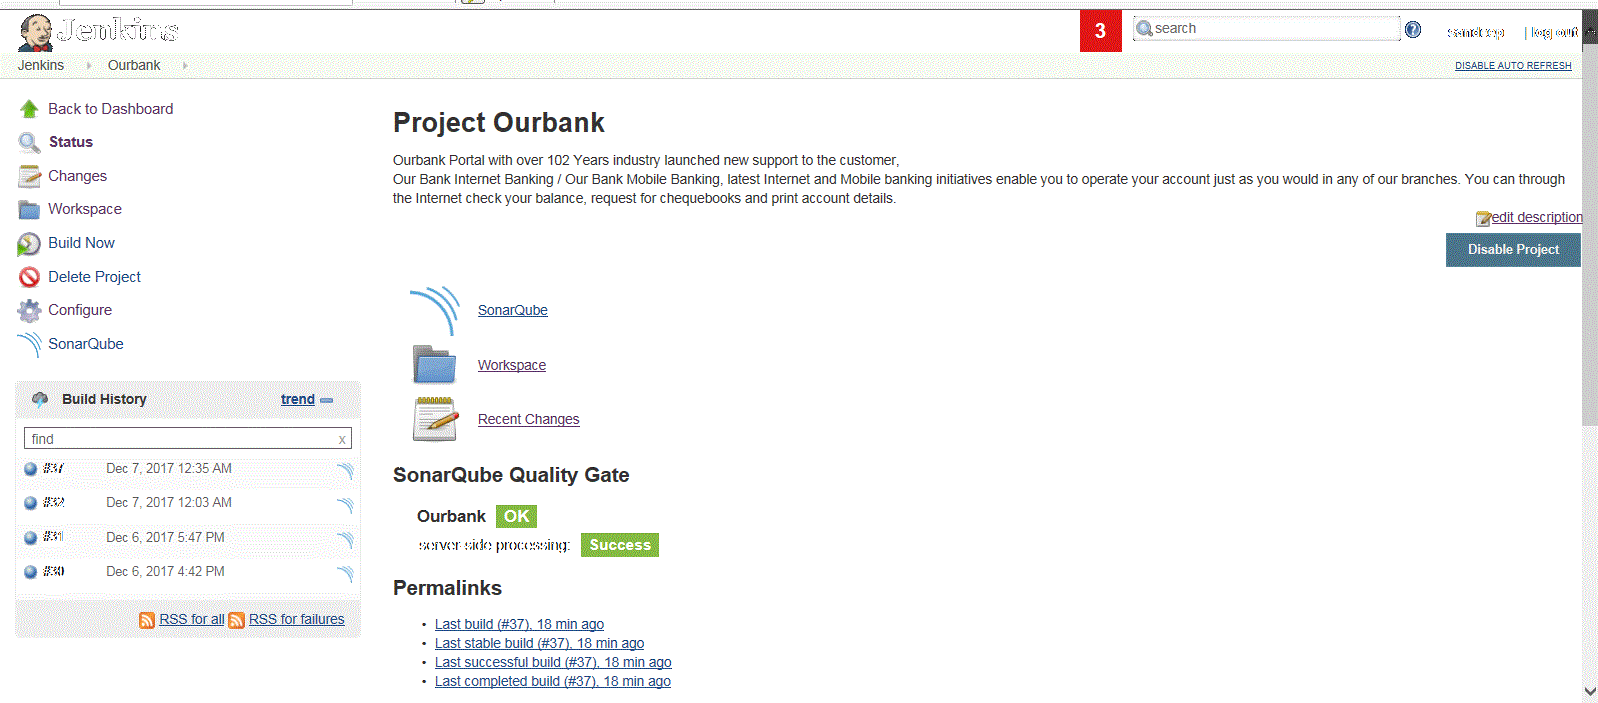 Jenkins
3
search
sandeep
| log out
Jenkins
Ourbank
DISABLE AUTO REFRESH
Back to Dashboard
Status
Changes
Workspace
Build Now
Delete Project
Configure
SonarQube
Build History
trend
find
x
#37
Dec 7, 2017 12:35 AM
#32
Dec 7, 2017 12:03 AM
#31
Dec 6, 2017 5:47 PM
#30
Dec 6, 2017 4:42 PM
RSS for all
RSS for failures
Project Ourbank
Ourbank Portal with over 102 Years industry launched new support to the customer,
Our Bank Internet Banking / Our Bank Mobile Banking, latest Internet and Mobile banking initiatives enable you to operate your account just as you would in any of our branches. You can through
the Internet check your balance, request for chequebooks and print account details.
edit description
Disable Project
SonarQube
Workspace
Recent Changes
SonarQube Quality Gate
Ourbank OK
server-side processing: Success
Permalinks
• Last build (#37), 18 min ago
• Last stable build (#37), 18 min ago
• Last successful build (#37), 18 min ago
• Last completed build (#37), 18 min ago